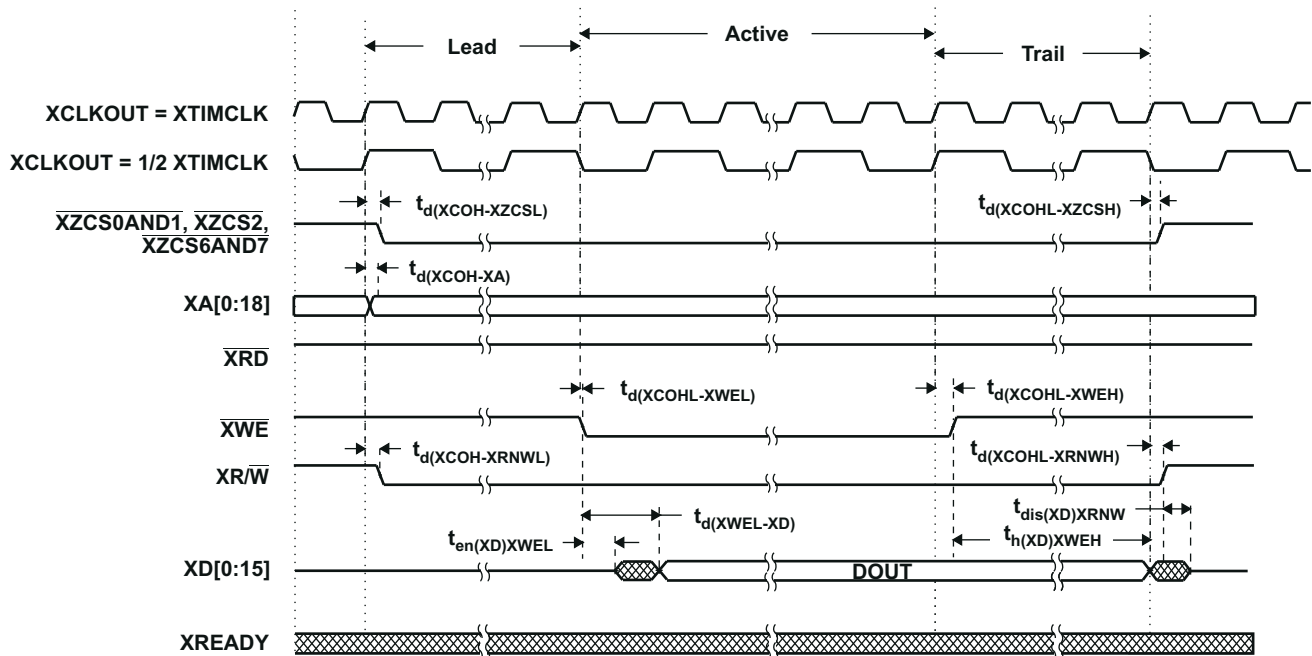 Lead
Active
Trail
XCLKOUT = XTIMCLK
XCLKOUT = 1/2 XTIMCLK
td(XCOH-XZCSL)
td(XCOHL-XZCSH)
XZCS0AND1, XZCS2,
XZCS6AND7
td(XCOH-XA)
XA[0:18]
XRD
td(XCOHL-XWEL)
td(XCOHL-XWEH)
XWE
td(XCOH-XRNWL)
td(XCOHL-XRNWH)
XR/W
td(XWEL-XD)
tdis(XD)XRNW
ten(XD)XWEL
th(XD)XWEH
XD[0:15]
DOUT
XREADY